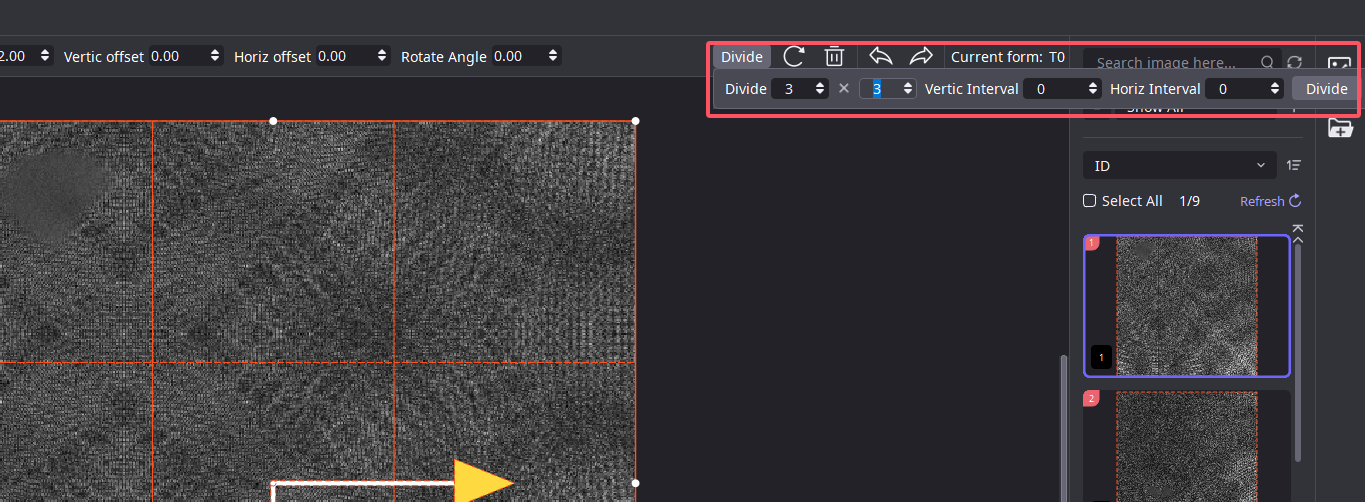 2.00 Vertic offset 0.00 Horiz offset 0.00 Rotate Angle 0.00 Divide Current form: T0 Search image here...
Divide 3 × 3 Vertic Interval 0 Horiz Interval 0 Divide
Show All
ID
Select All 1/9 Refresh
1
1
2